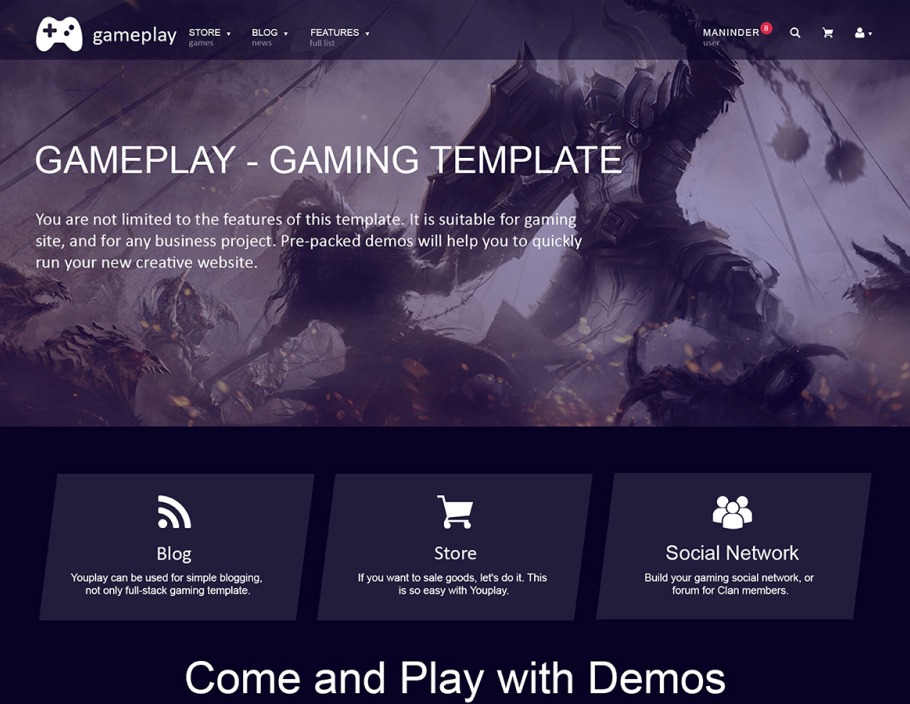 gameplay
STORE
games
BLOG
news
FEATURES
full list
MANINDER
8
user
GAMEPLAY - GAMING TEMPLATE
You are not limited to the features of this template. It is suitable for gaming
site, and for any business project. Pre-packed demos will help you to quickly
run your new creative website.
Blog
Youplay can be used for simple blogging,
not only full-stack gaming template.
Store
If you want to sale goods, let's do it. This
is so easy with Youplay.
Social Network
Build your gaming social network, or
forum for Clan members.
Come and Play with Demos